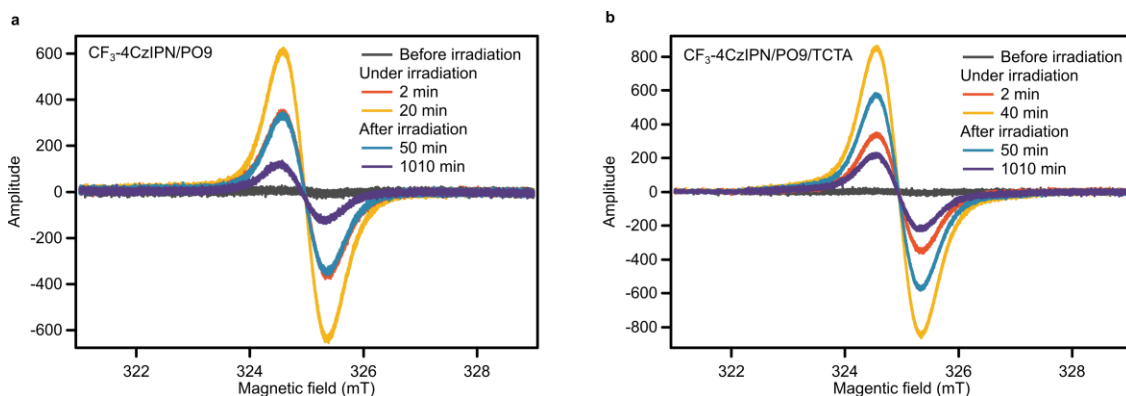 a
CF₃-4CzIPN/PO9
Before irradiation
Under irradiation
2 min
20 min
After irradiation
50 min
1010 min
600
400
200
0
-200
-400
-600
Amplitude
322
324
326
328
Magnetic field (mT)
b
CF₃-4CzIPN/PO9/TCTA
Before irradiation
Under irradiation
2 min
40 min
After irradiation
50 min
1010 min
800
600
400
200
0
-200
-400
-600
-800
Amplitude
322
324
326
328
Magentic field (mT)